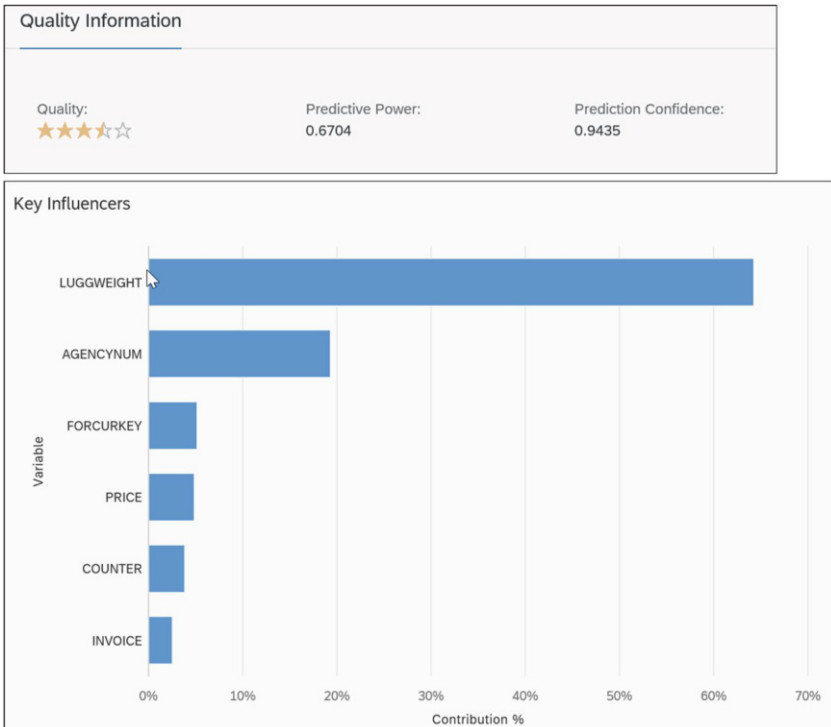 Quality Information
Quality: Predictive Power: Prediction Confidence:
0.6704 0.9435
Key Influencers
LUGGWEIGHT
AGENCYNUM
FORCURKEY
Variable
PRICE
COUNTER
INVOICE
0% 10% 20% 30% 40% 50% 60% 70%
Contribution %